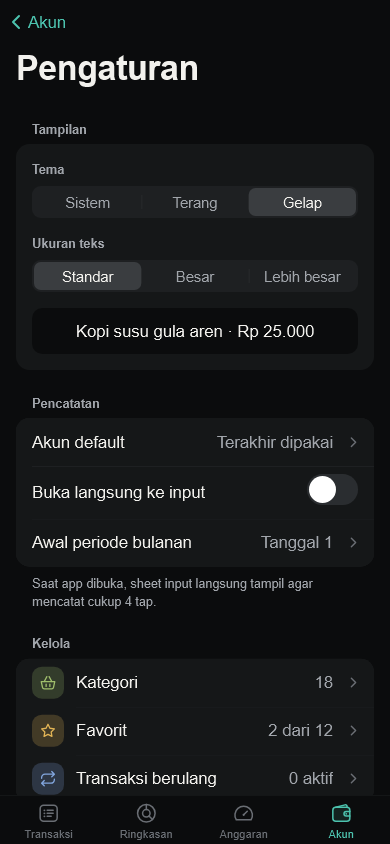 Akun
Pengaturan
Tampilan
Tema
Sistem Terang Gelap
Ukuran teks
Standar Besar Lebih besar
Kopi susu gula aren · Rp 25.000
Pencatatan
Akun default Terakhir dipakai
Buka langsung ke input
Awal periode bulanan Tanggal 1
Saat app dibuka, sheet input langsung tampil agar
mencatat cukup 4 tap.
Kelola
Kategori 18
Favorit 2 dari 12
Transaksi berulang 0 aktif
Transaksi Ringkasan Anggaran Akun